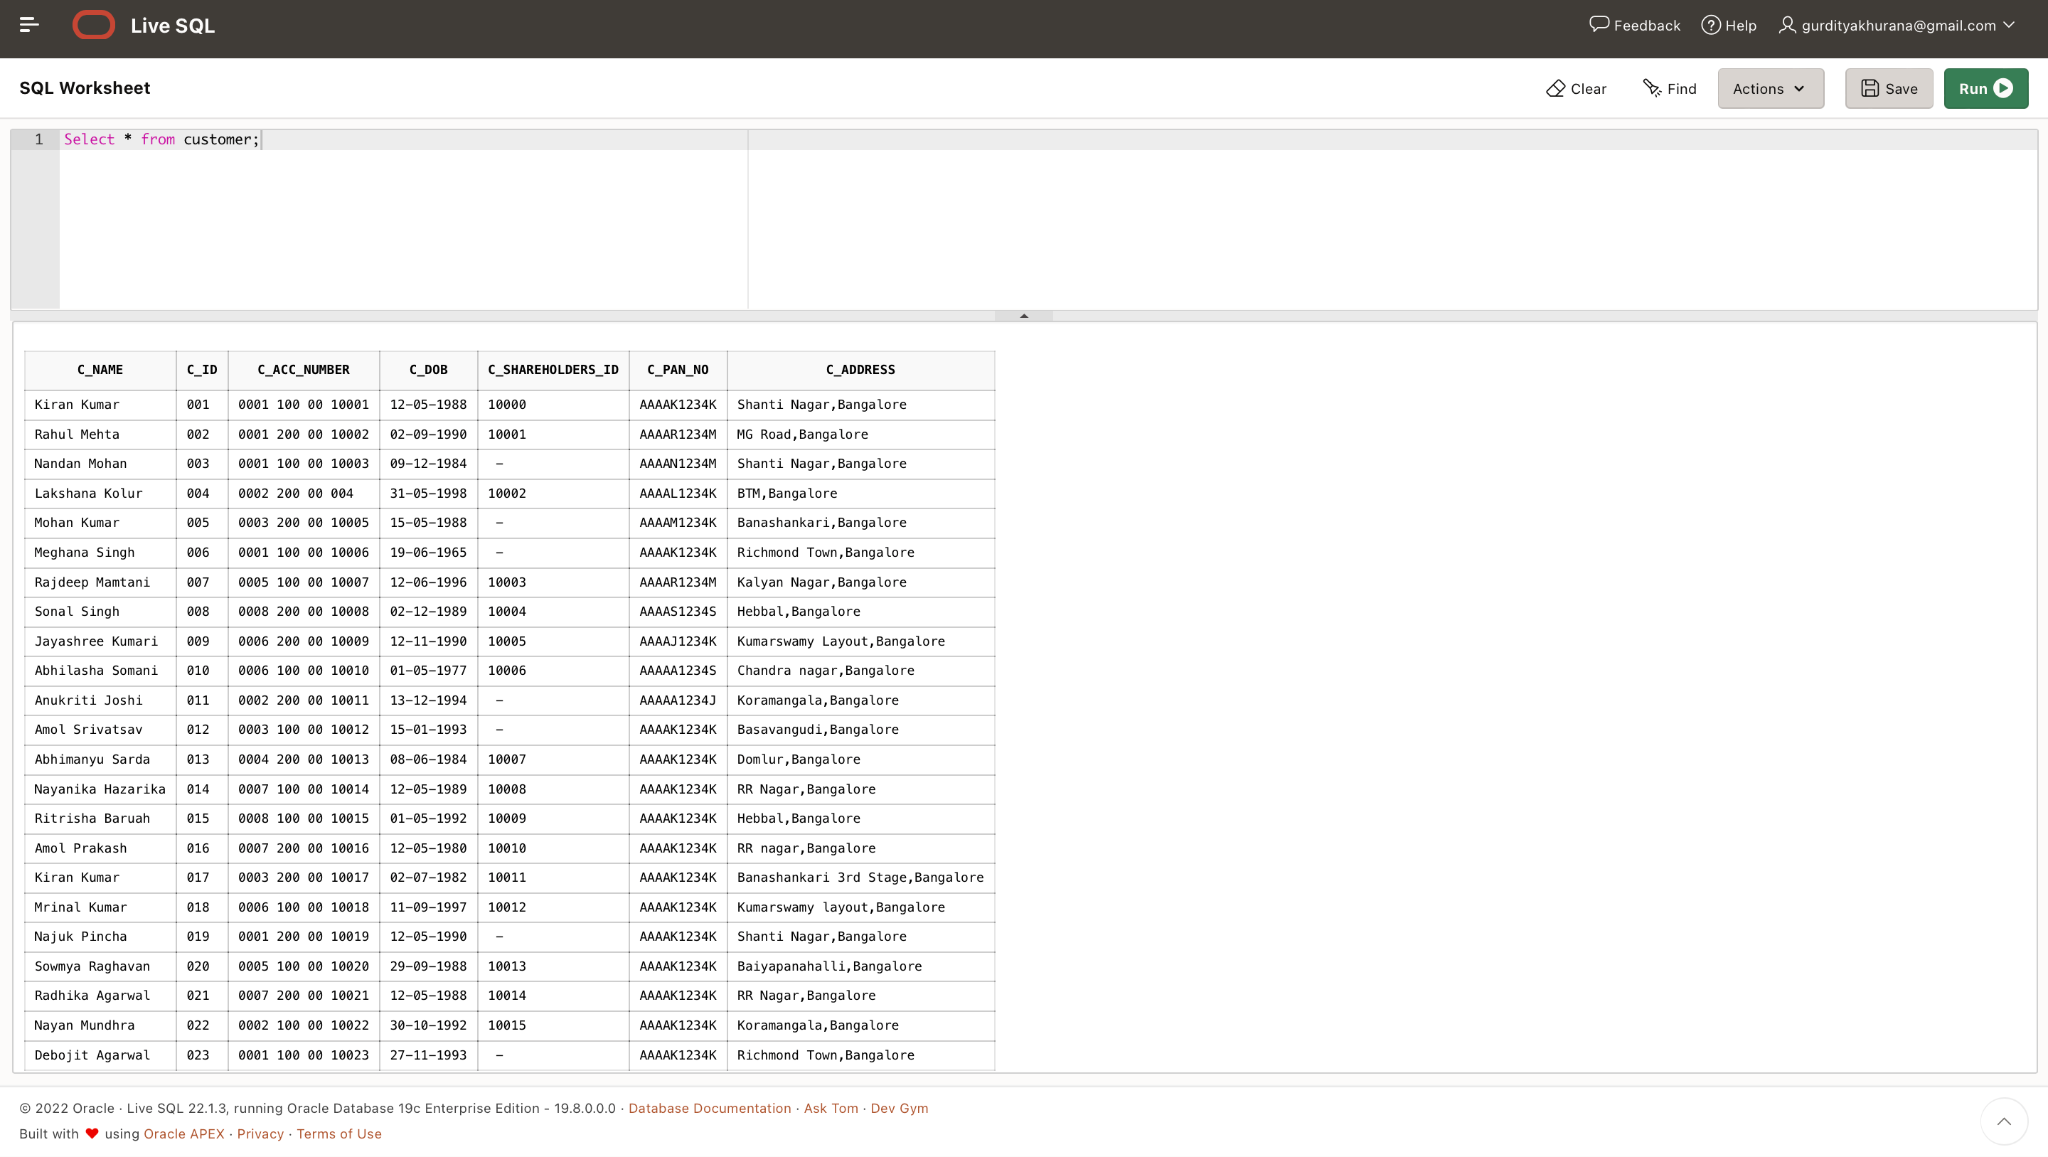 Live SQL Feedback Help gurdityakhurana@gmail.com
SQL Worksheet Clear Find Actions Save Run
1 Select * from customer;
C_NAME C_ID C_ACC_NUMBER C_DOB C_SHAREHOLDERS_ID C_PAN_NO C_ADDRESS
Kiran Kumar 001 0001 100 00 10001 12-05-1988 10000 AAAAK1234K Shanti Nagar,Bangalore
Rahul Mehta 002 0001 200 00 10002 02-09-1990 10001 AAAAR1234M MG Road,Bangalore
Nandan Mohan 003 0001 100 00 10003 09-12-1984 - AAAAN1234M Shanti Nagar,Bangalore
Lakshana Kolur 004 0002 200 00 004 31-05-1998 10002 AAAAL1234K BTM,Bangalore
Mohan Kumar 005 0003 200 00 10005 15-05-1988 - AAAAM1234K Banashankari,Bangalore
Meghana Singh 006 0001 100 00 10006 19-06-1965 - AAAAK1234K Richmond Town,Bangalore
Rajdeep Mamtani 007 0005 100 00 10007 12-06-1996 10003 AAAAR1234M Kalyan Nagar,Bangalore
Sonal Singh 008 0008 200 00 10008 02-12-1989 10004 AAAAS1234S Hebbal,Bangalore
Jayashree Kumari 009 0006 200 00 10009 12-11-1990 10005 AAAAJ1234K Kumarswamy Layout,Bangalore
Abhilasha Somani 010 0006 100 00 10010 01-05-1977 10006 AAAAA1234S Chandra nagar,Bangalore
Anukriti Joshi 011 0002 200 00 10011 13-12-1994 - AAAAA1234J Koramangala,Bangalore
Amol Srivatsav 012 0003 100 00 10012 15-01-1993 - AAAAK1234K Basavangudi,Bangalore
Abhimanyu Sarda 013 0004 200 00 10013 08-06-1984 10007 AAAAK1234K Domlur,Bangalore
Nayanika Hazarika 014 0007 100 00 10014 12-05-1989 10008 AAAAK1234K RR Nagar,Bangalore
Ritrisha Baruah 015 0008 100 00 10015 01-05-1992 10009 AAAAK1234K Hebbal,Bangalore
Amol Prakash 016 0007 200 00 10016 12-05-1980 10010 AAAAK1234K RR nagar,Bangalore
Kiran Kumar 017 0003 200 00 10017 02-07-1982 10011 AAAAK1234K Banashankari 3rd Stage,Bangalore
Mrinal Kumar 018 0006 100 00 10018 11-09-1997 10012 AAAAK1234K Kumarswamy layout,Bangalore
Najuk Pincha 019 0001 200 00 10019 12-05-1990 - AAAAK1234K Shanti Nagar,Bangalore
Sowmya Raghavan 020 0005 100 00 10020 29-09-1988 10013 AAAAK1234K Baiyapanahalli,Bangalore
Radhika Agarwal 021 0007 200 00 10021 12-05-1988 10014 AAAAK1234K RR Nagar,Bangalore
Nayan Mundhra 022 0002 100 00 10022 30-10-1992 10015 AAAAK1234K Koramangala,Bangalore
Debojit Agarwal 023 0001 100 00 10023 27-11-1993 - AAAAK1234K Richmond Town,Bangalore
© 2022 Oracle · Live SQL 22.1.3, running Oracle Database 19c Enterprise Edition - 19.8.0.0.0 · Database Documentation · Ask Tom · Dev Gym
Built with ♥ using Oracle APEX · Privacy · Terms of Use